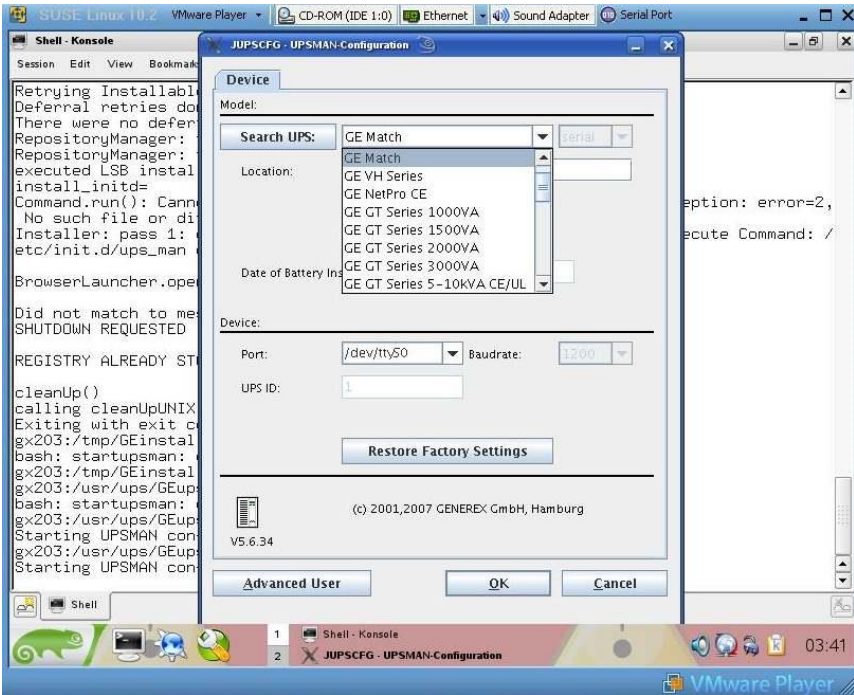 SUSE Linux 10.2 VMware Player CD-ROM (IDE 1:0) Ethernet Sound Adapter Serial Port
Shell - Konsole
Session Edit View Bookmark
Retrying Installabl
Deferral retries do
There were no defer
RepositoryManager:
RepositoryManager:
executed LSB instal
install_initd=
Command.run(): Cann
ption: error=2,
No such file or di
Installer: pass 1:
ecute Command: /
etc/init.d/ups_man
BrowserLauncher.ope
Did not match to me
SHUTDOWN REQUESTED
REGISTRY ALREADY ST
cleanUp()
calling cleanUpUNIX
Exiting with exit c
gx203:/tmp/GEinstal
bash: startupsman:
gx203:/tmp/GEinstal
gx203:/usr/ups/GEup
bash: startupsman:
gx203:/usr/ups/GEup
Starting UPSMAN con
gx203:/usr/ups/GEup
Starting UPSMAN con
Shell
JUPSCFG - UPSMAN-Configuration
Device
Model:
Search UPS: GE Match serial
GE Match
GE VH Series
GE NetPro CE
GE GT Series 1000VA
GE GT Series 1500VA
GE GT Series 2000VA
GE GT Series 3000VA
GE GT Series 5-10kVA CE/UL
Location:
Date of Battery Ins
Device:
Port: /dev/ttyS0 Baudrate: 1200
UPS ID: 1
Restore Factory Settings
(c) 2001,2007 GENEREX GmbH, Hamburg
V5.6.34
Advanced User OK Cancel
1 Shell - Konsole
2 JUPSCFG - UPSMAN-Configuration
03:41
VMware Player